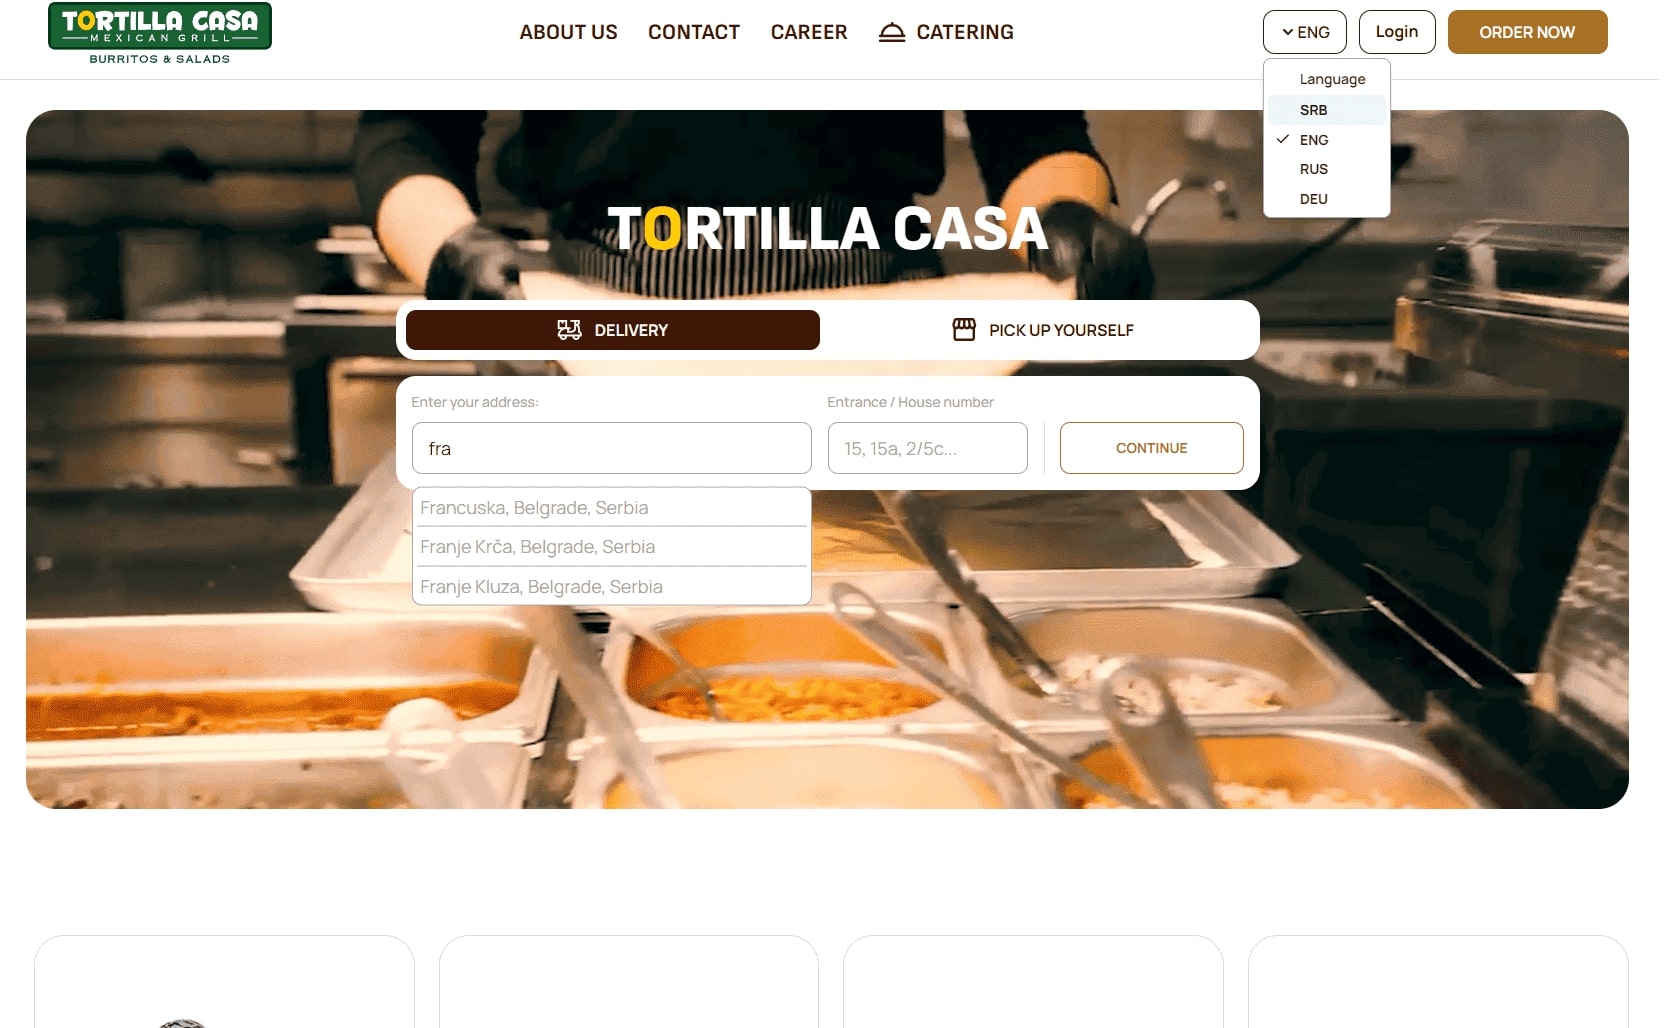 TORTILLA CASA
MEXICAN GRILL
BURRITOS & SALADS
ABOUT US
CONTACT
CAREER
CATERING
ENG
Login
ORDER NOW
Language
SRB
ENG
RUS
DEU
TORTILLA CASA
DELIVERY
PICK UP YOURSELF
Enter your address:
Entrance / House number
fra
15, 15a, 2/5c...
CONTINUE
Francuska, Belgrade, Serbia
Franje Krča, Belgrade, Serbia
Franje Kluza, Belgrade, Serbia